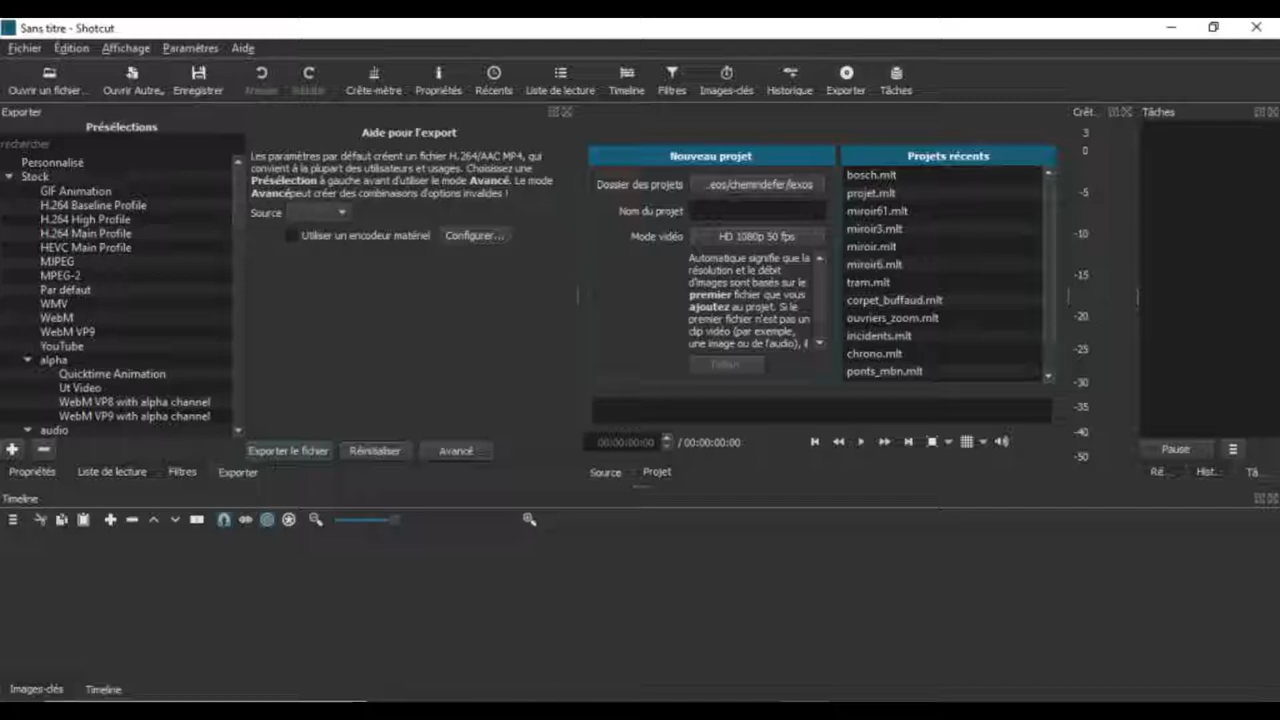 Sans titre - Shotcut
Fichier Édition Affichage Paramètres Aide
Ouvrir un fichier... Ouvrir Autre... Enregistrer Annuler Rétablir Crête-mètre Propriétés Récents Liste de lecture Timeline Filtres Images-clés Historique Exporter Tâches
Exporter
Présélections
rechercher
Personnalisé
Stock
GIF Animation
H.264 Baseline Profile
H.264 High Profile
H.264 Main Profile
HEVC Main Profile
MJPEG
MPEG-2
Par défaut
WMV
WebM
WebM VP9
YouTube
alpha
Quicktime Animation
Ut Video
WebM VP8 with alpha channel
WebM VP9 with alpha channel
audio
Aide pour l'export
Les paramètres par défaut créent un fichier H.264/AAC MP4, qui
convient à la plupart des utilisateurs et usages. Choisissez une
Présélection à gauche avant d'utiliser le mode Avancé. Le mode
Avancé peut créer des combinaisons d'options invalides !
Source
Utiliser un encodeur matériel Configurer...
Exporter le fichier Réinitialiser Avancé
Propriétés Liste de lecture Filtres Exporter
Nouveau projet
Dossier des projets ...eos/chemindefer/exos
Nom du projet
Mode vidéo HD 1080p 50 fps
Automatique signifie que la
résolution et le débit
d'images sont basés sur le
premier fichier que vous
ajoutez au projet. Si le
premier fichier n'est pas un
clip vidéo (par exemple,
une image ou de l'audio), il
Projets récents
bosch.mlt
projet.mlt
miroir61.mlt
miroir3.mlt
miroir.mlt
miroir6.mlt
tram.mlt
corpet_buffaud.mlt
ouvriers_zoom.mlt
incidents.mlt
chrono.mlt
ponts_mbn.mlt
00:00:00:00 / 00:00:00:00
Source Projet
Crêt...
3
0
-5
-10
-15
-20
-25
-30
-35
-40
-50
Tâches
Pause
Ré... Hist... Tâ...
Timeline
Images-clés Timeline